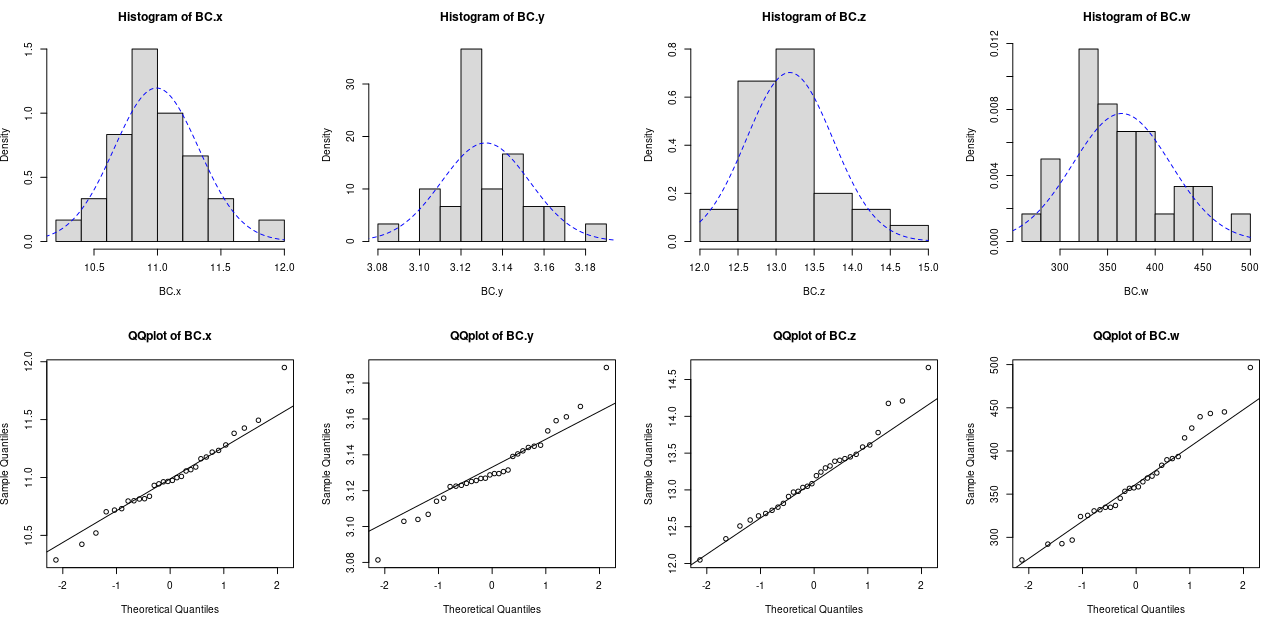 Histogram of BC.x
Density
0.0 0.5 1.0 1.5
10.5 11.0 11.5 12.0
BC.x
Histogram of BC.y
Density
0 10 20 30
3.08 3.10 3.12 3.14 3.16 3.18
BC.y
Histogram of BC.z
Density
0.0 0.2 0.4 0.6 0.8
12.0 12.5 13.0 13.5 14.0 14.5 15.0
BC.z
Histogram of BC.w
Density
0.000 0.004 0.008 0.012
300 350 400 450 500
BC.w
QQplot of BC.x
Sample Quantiles
10.5 11.0 11.5 12.0
-2 -1 0 1 2
Theoretical Quantiles
QQplot of BC.y
Sample Quantiles
3.08 3.10 3.12 3.14 3.16 3.18
-2 -1 0 1 2
Theoretical Quantiles
QQplot of BC.z
Sample Quantiles
12.0 12.5 13.0 13.5 14.0 14.5
-2 -1 0 1 2
Theoretical Quantiles
QQplot of BC.w
Sample Quantiles
300 350 400 450 500
-2 -1 0 1 2
Theoretical Quantiles